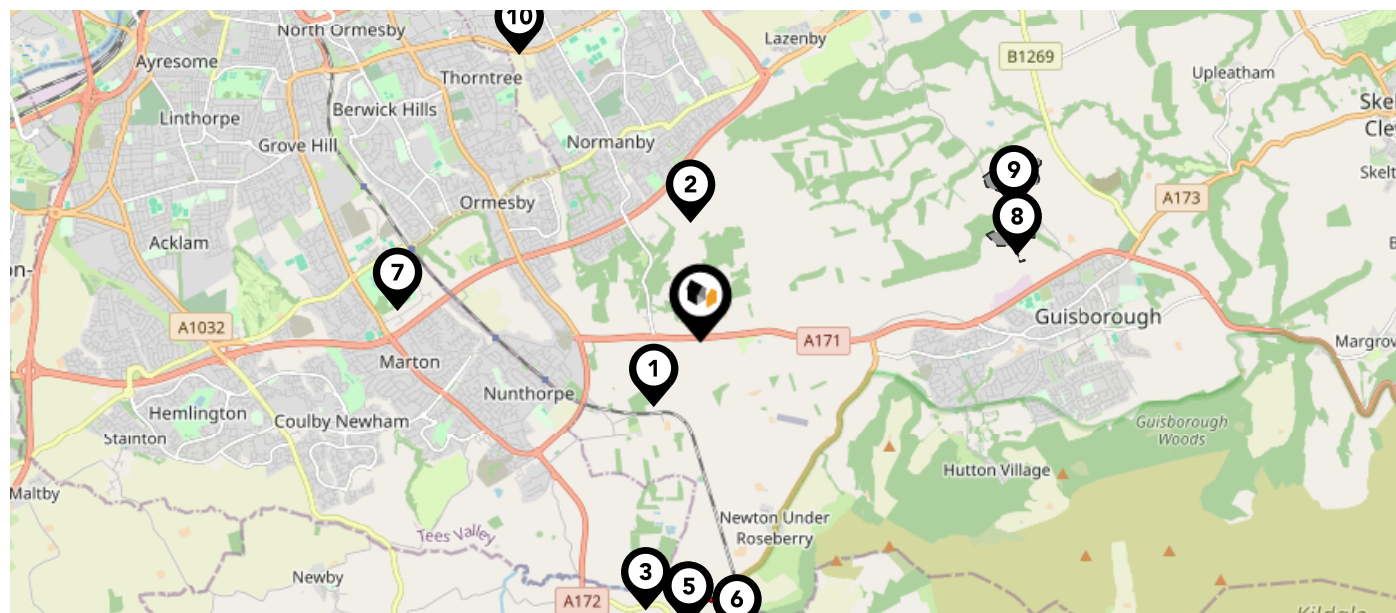 10
North Ormesby
Lazenby
B1269
Ayresome
Thorntree
Upleatham
Berwick Hills
Linthorpe
Grove Hill
Normanby
9
2
Ormesby
A173
8
Acklam
7
A1032
Guisborough
A171
Marton
1
Nunthorpe
Hemlington
Coulby Newham
Stainton
Guisborough
Woods
Hutton Village
Maltby
Newton Under
Roseberry
Tees Valley
Newby
3
5
6
A172